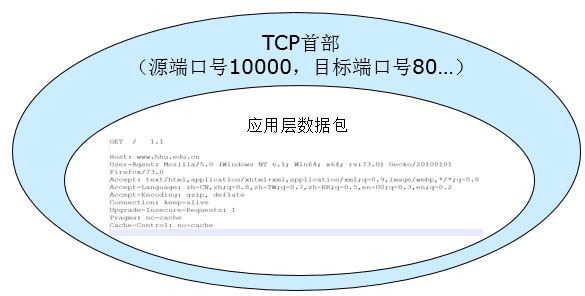 TCP首部
（源端口号10000，目标端口号80…）
应用层数据包
GET / 1.1
Host: www.hhu.edu.cn
User-Agent: Mozilla/5.0 (Windows NT 6.1; Win64; x64; rv:73.0) Gecko/20100101
Firefox/73.0
Accept: text/html,application/xhtml+xml,application/xml;q=0.9,image/webp,*/*;q=0.8
Accept-Language: zh-CN,zh;q=0.8,zh-TW;q=0.7,zh-HK;q=0.5,en-US;q=0.3,en;q=0.2
Accept-Encoding: gzip, deflate
Connection: keep-alive
Upgrade-Insecure-Requests: 1
Pragma: no-cache
Cache-Control: no-cache